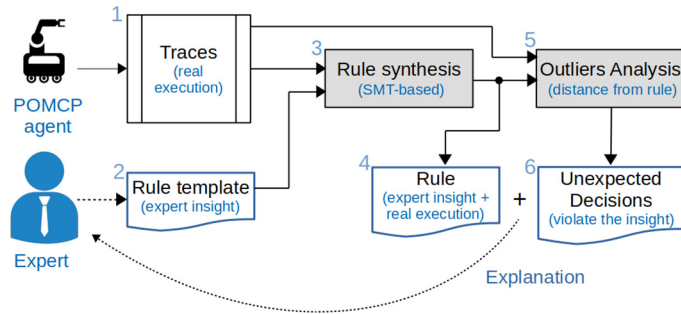 1
Traces
(real
execution)
POMCP
agent
2
Rule template
(expert insight)
Expert
3
Rule synthesis
(SMT-based)
4
Rule
(expert insight +
real execution)
+
5
Outliers Analysis
(distance from rule)
6
Unexpected
Decisions
(violate the insight)
Explanation